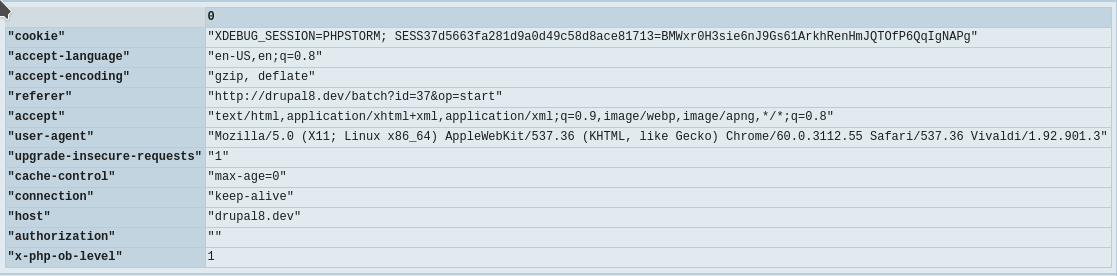 0
"cookie" "XDEBUG_SESSION=PHPSTORM; SESS37d5663fa281d9a0d49c58d8ace81713=BMWxr0H3sie6nJ9Gs61ArkhRenHmJQTOfP6QqIgNAPg"
"accept-language" "en-US,en;q=0.8"
"accept-encoding" "gzip, deflate"
"referer" "http://drupal8.dev/batch?id=37&op=start"
"accept" "text/html,application/xhtml+xml,application/xml;q=0.9,image/webp,image/apng,*/*;q=0.8"
"user-agent" "Mozilla/5.0 (X11; Linux x86_64) AppleWebKit/537.36 (KHTML, like Gecko) Chrome/60.0.3112.55 Safari/537.36 Vivaldi/1.92.901.3"
"upgrade-insecure-requests" "1"
"cache-control" "max-age=0"
"connection" "keep-alive"
"host" "drupal8.dev"
"authorization" ""
"x-php-ob-level" 1